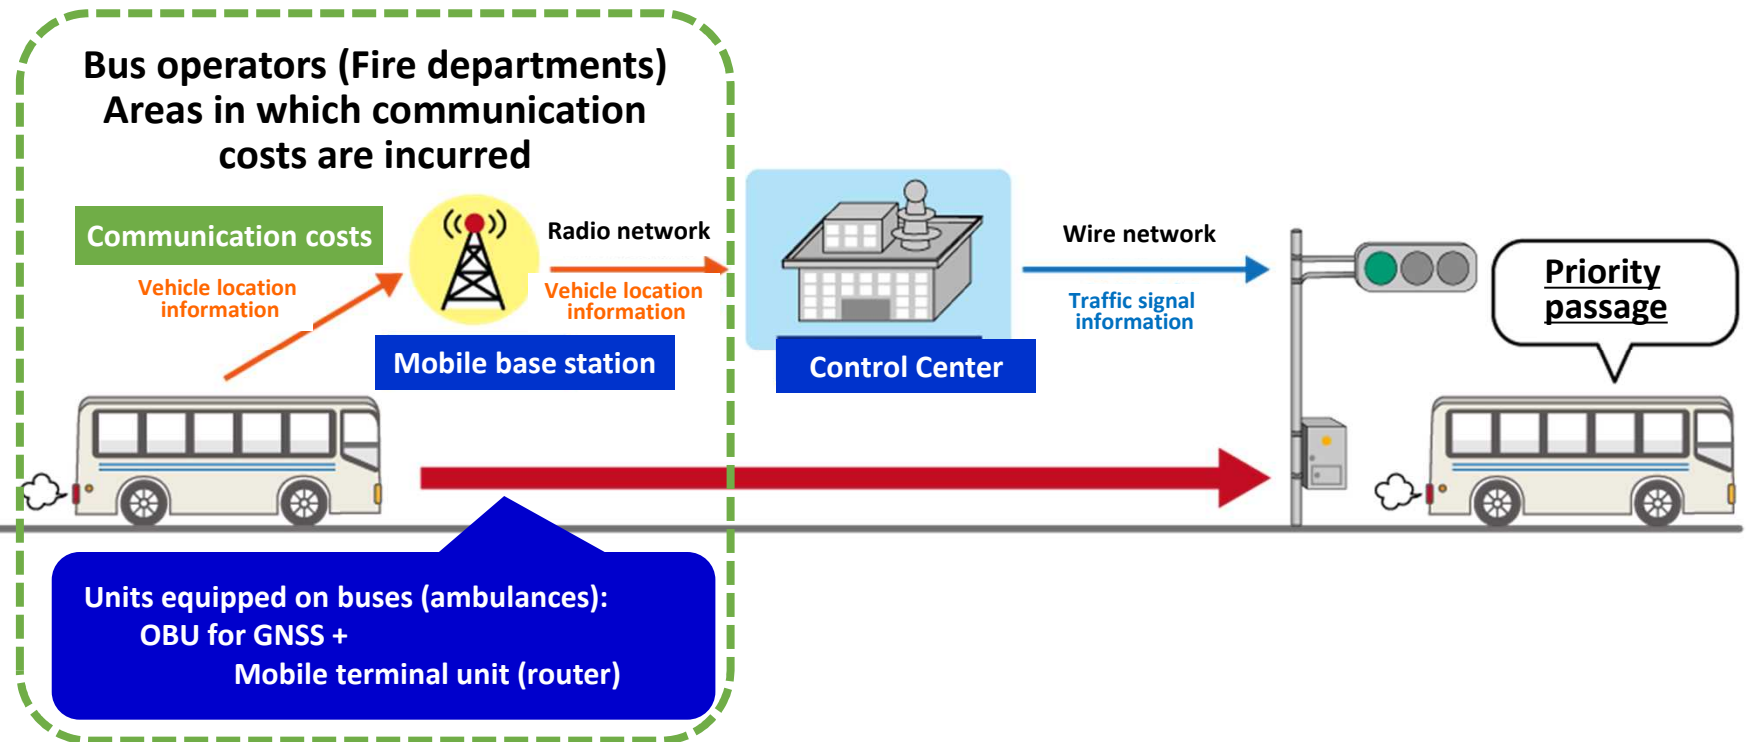 Bus operators (Fire departments)
Areas in which communication
costs are incurred
Communication costs
Vehicle location
information
Radio network
Vehicle location
information
Mobile base station
Control Center
Wire network
Traffic signal
information
Priority
passage
Units equipped on buses (ambulances):
OBU for GNSS +
Mobile terminal unit (router)